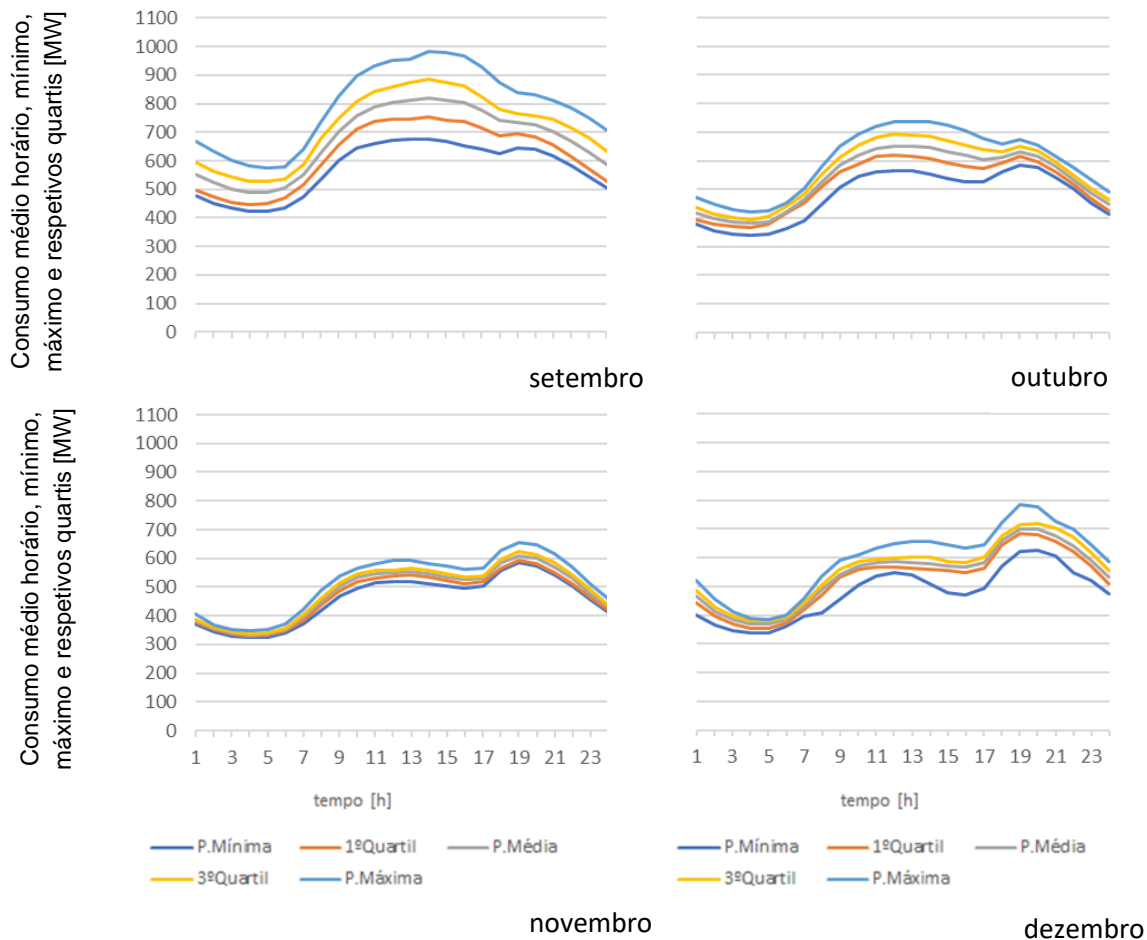 Consumo médio horário, mínimo,
máximo e respetivos quartis [MW]
1100
1000
900
800
700
600
500
400
300
200
100
0
setembro
outubro
Consumo médio horário, mínimo,
máximo e respetivos quartis [MW]
1100
1000
900
800
700
600
500
400
300
200
100
0
1 3 5 7 9 11 13 15 17 19 21 23
tempo [h]
P.Mínima 1ºQuartil P.Média
3ºQuartil P.Máxima
novembro
1 3 5 7 9 11 13 15 17 19 21 23
tempo [h]
P.Mínima 1ºQuartil P.Média
3ºQuartil P.Máxima
dezembro